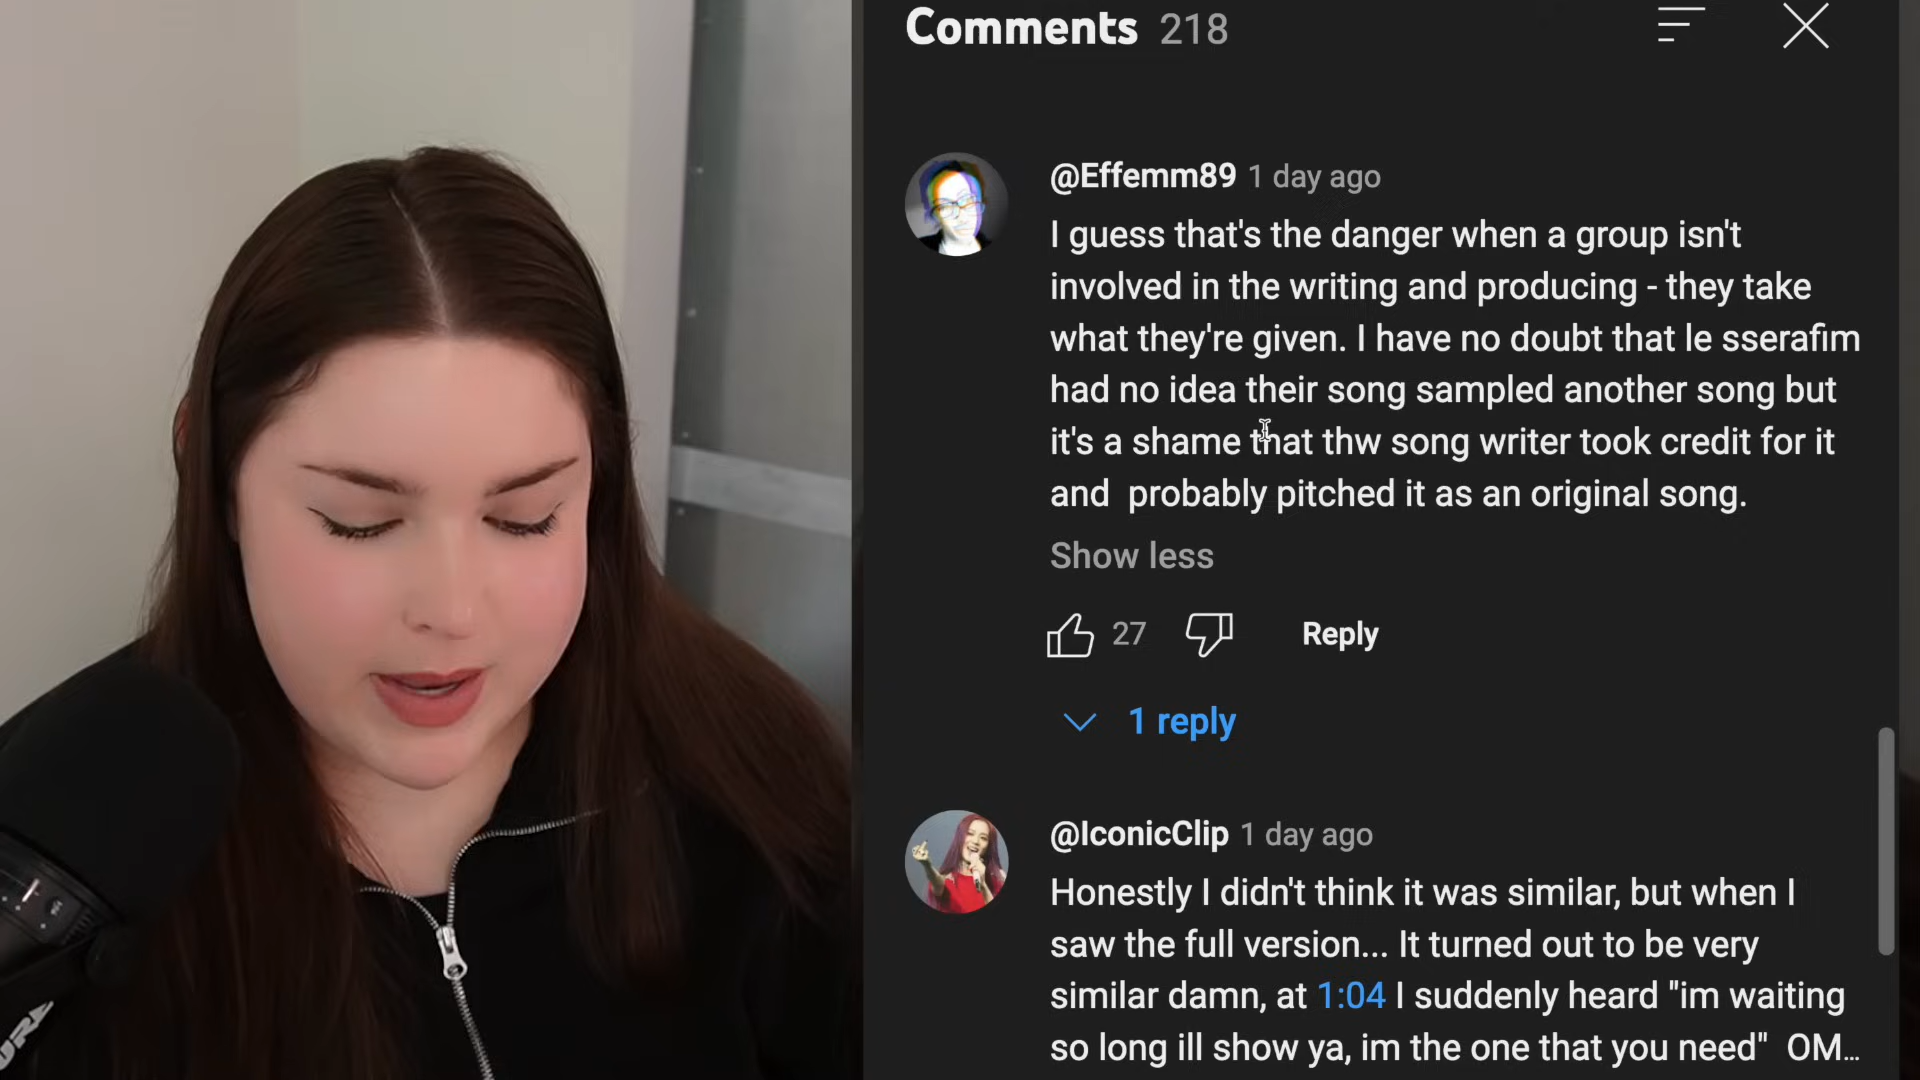 Comments 218
@Effemm89 1 day ago
I guess that's the danger when a group isn't
involved in the writing and producing - they take
what they're given. I have no doubt that le sserafim
had no idea their song sampled another song but
it's a shame that thw song writer took credit for it
and  probably pitched it as an original song.
Show less
27 Reply
1 reply
@IconicClip 1 day ago
Honestly I didn't think it was similar, but when I
saw the full version... It turned out to be very
similar damn, at 1:04 I suddenly heard "im waiting
so long ill show ya, im the one that you need"  OM...